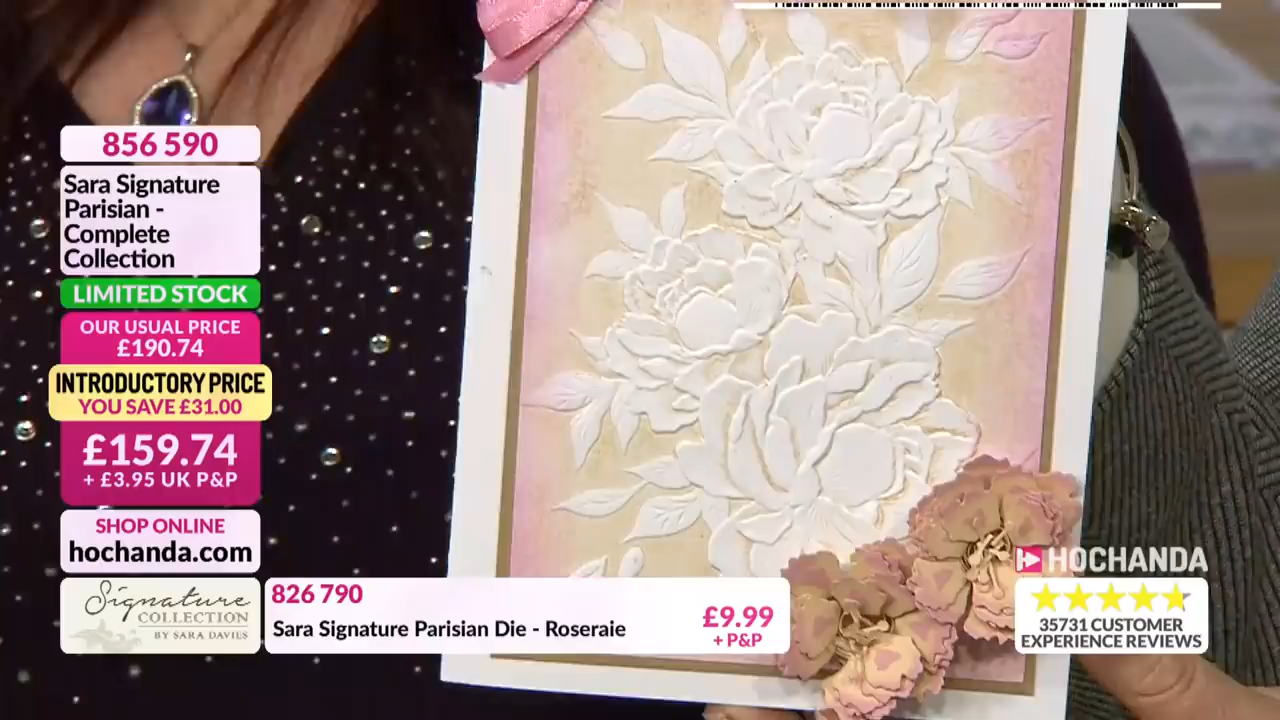 856 590
Sara Signature
Parisian -
Complete
Collection
LIMITED STOCK
OUR USUAL PRICE
£190.74
INTRODUCTORY PRICE
YOU SAVE £31.00
£159.74
+ £3.95 UK P&P
SHOP ONLINE
hochanda.com
Signature
COLLECTION
BY SARA DAVIES
826 790
Sara Signature Parisian Die - Roseraie
£9.99
+ P&P
HOCHANDA
35731 CUSTOMER
EXPERIENCE REVIEWS